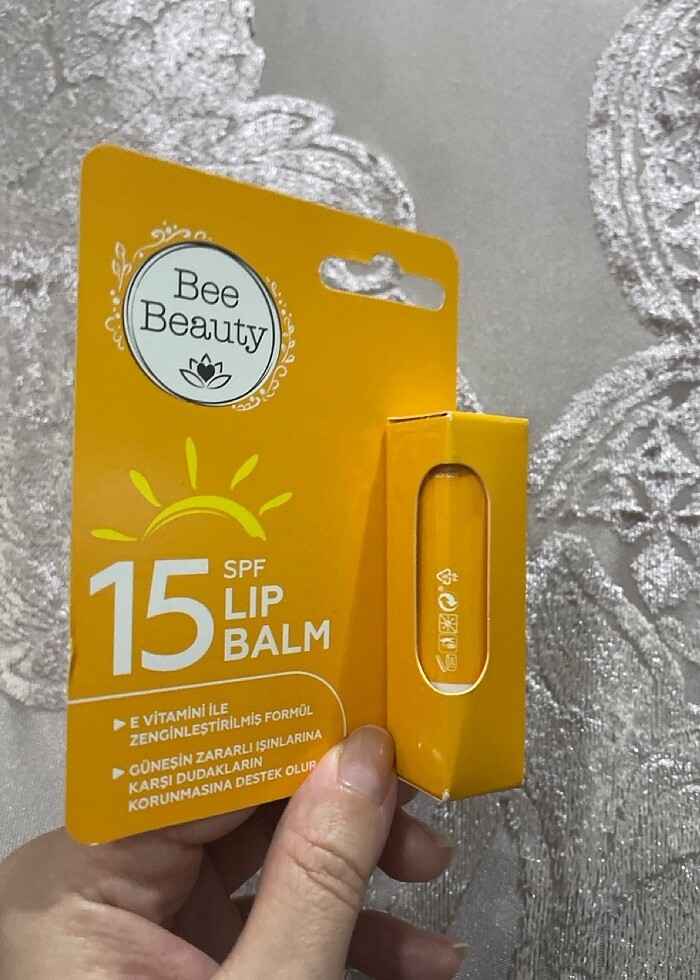 Bee
Beauty
15
SPF
LIP
BALM
E VİTAMİNİ İLE
ZENGİNLEŞTİRİLMİŞ FORMÜL
GÜNEŞİN ZARARLI IŞINLARINA
KARŞI DUDAKLARIN
KORUNMASINA DESTEK OLUR